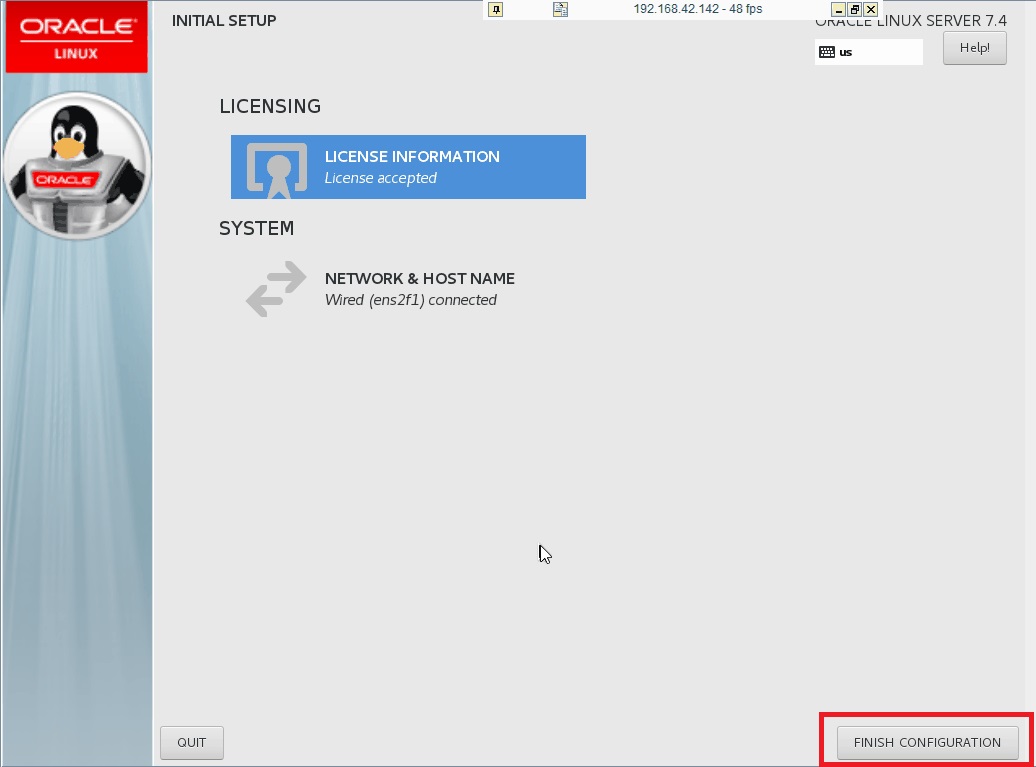 ORACLE
LINUX
INITIAL SETUP
192.168.42.142 - 48 fps
ORACLE LINUX SERVER 7.4
us
Help!
ORACLE
LICENSING
LICENSE INFORMATION
License accepted
SYSTEM
NETWORK & HOST NAME
Wired (ens2f1) connected
QUIT
FINISH CONFIGURATION